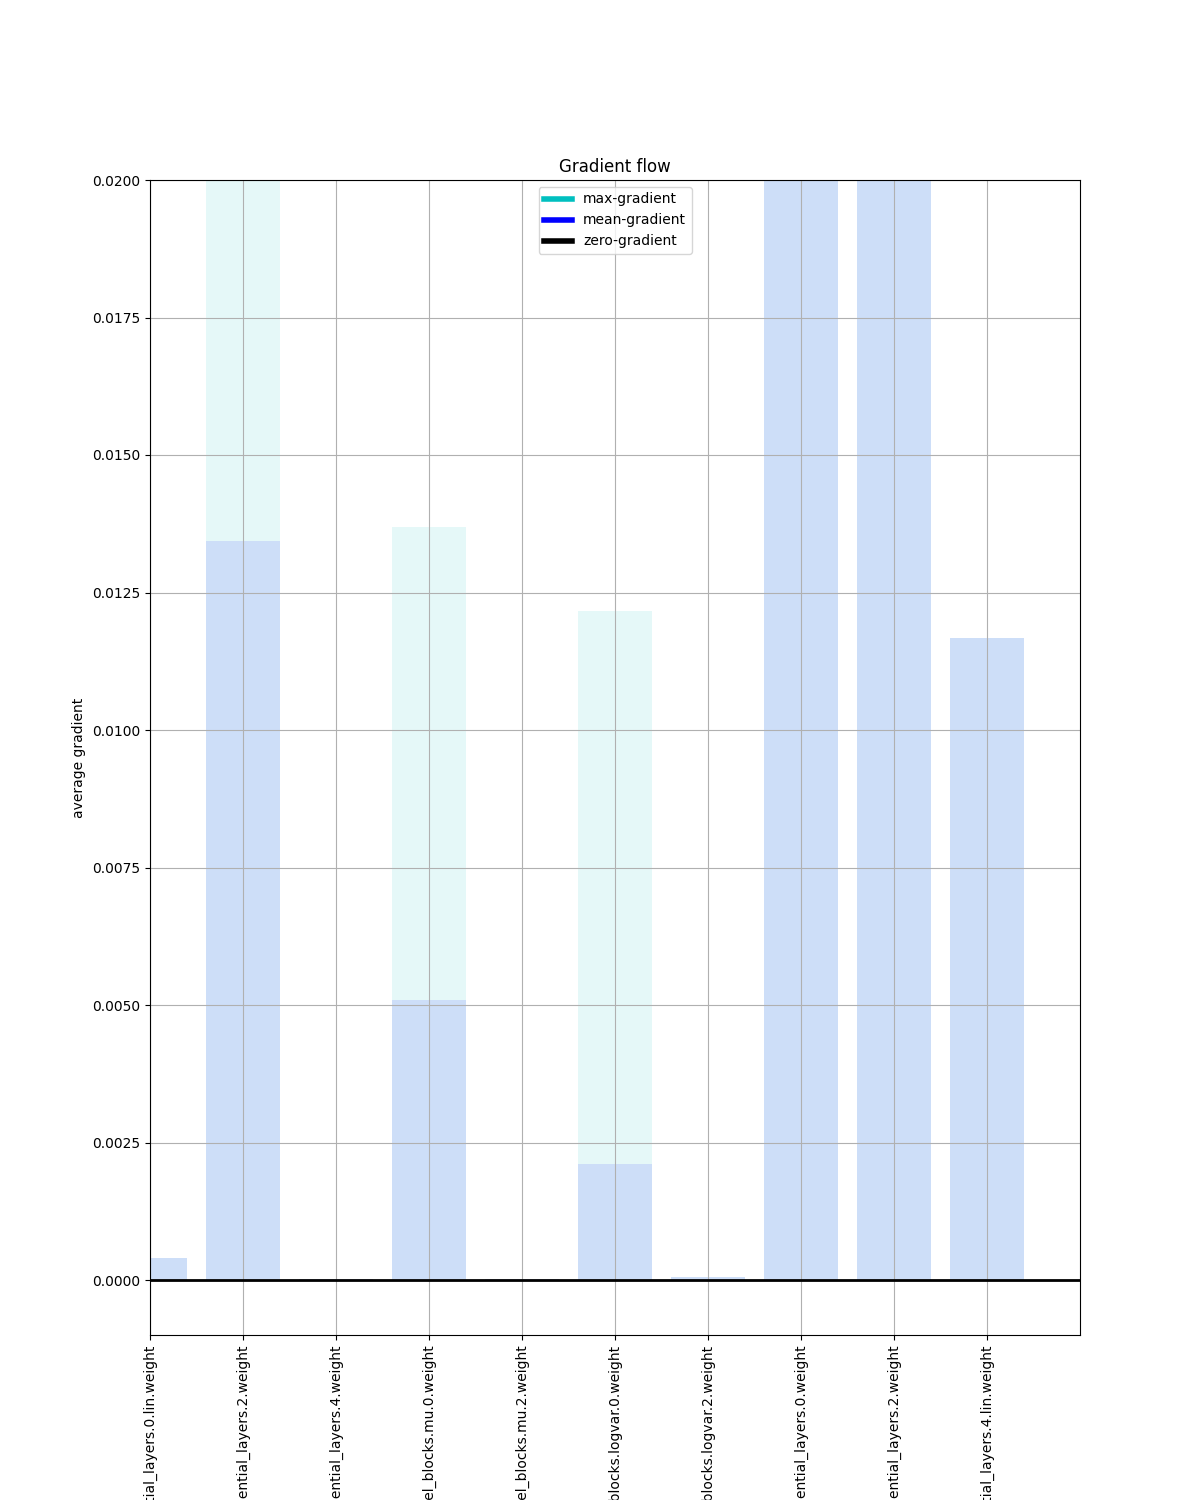 Gradient flow
max-gradient
mean-gradient
zero-gradient
0.0200
0.0175
0.0150
0.0125
0.0100
0.0075
0.0050
0.0025
0.0000
average gradient
tial_layers.0.lin.weight
ential_layers.2.weight
ential_layers.4.weight
el_blocks.mu.0.weight
el_blocks.mu.2.weight
blocks.logvar.0.weight
blocks.logvar.2.weight
ential_layers.0.weight
ential_layers.2.weight
tial_layers.4.lin.weight